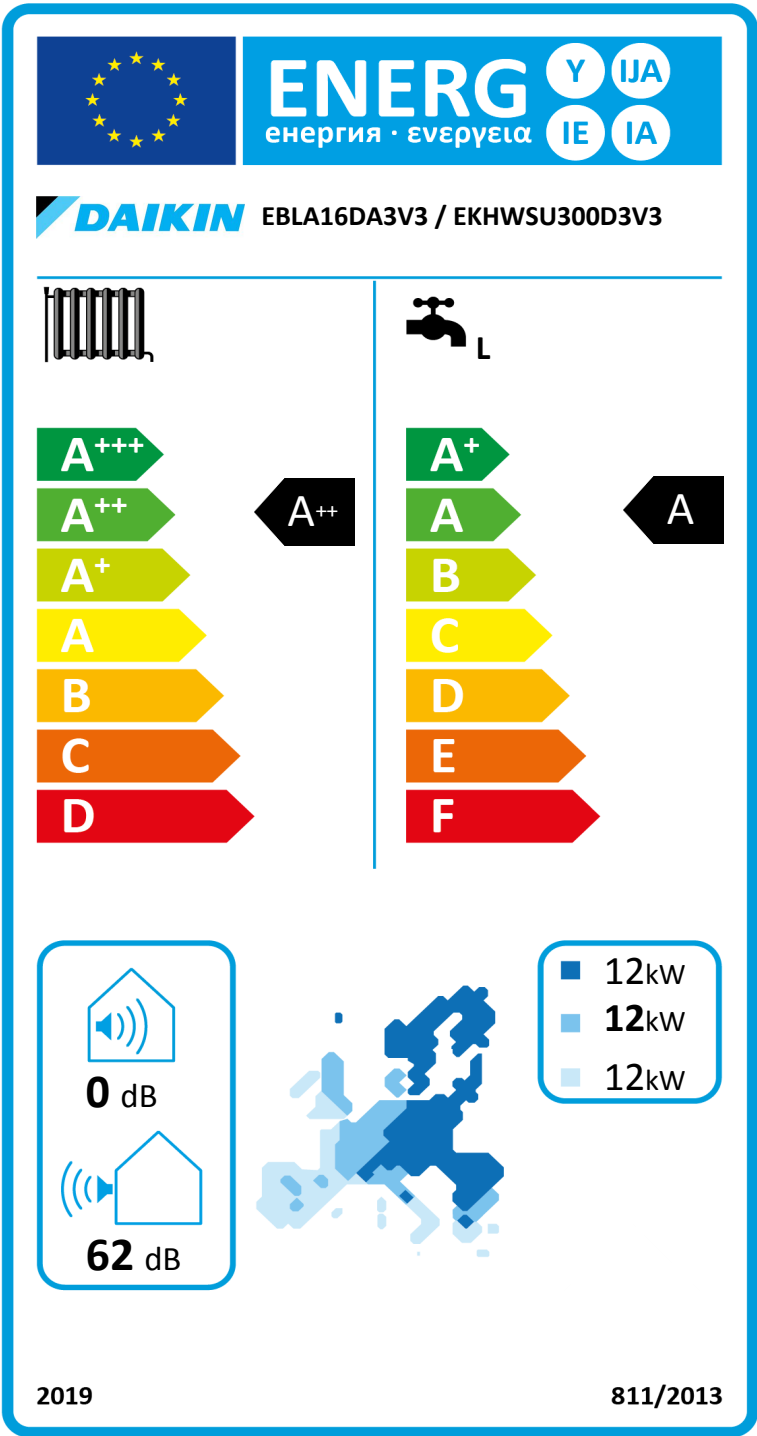 ENERG
енергия · ενεργεια
Y
IJA
IE
IA
DAIKIN
EBLA16DA3V3 / EKHWSU300D3V3
L
A+++
A++
A+
A
B
C
D
A++
A+
A
B
C
D
E
F
A
0 dB
62 dB
12kW
12kW
12kW
2019
811/2013